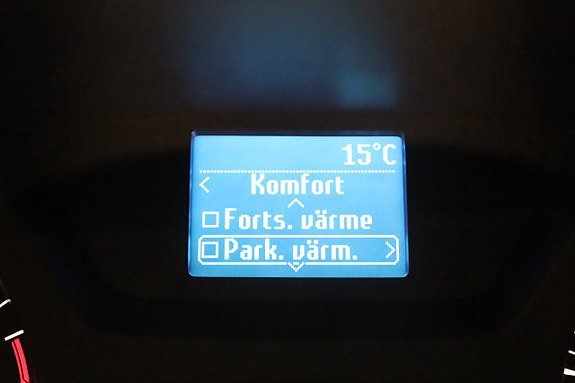 15°C
Komfort
Forts. värme
Park. värm.